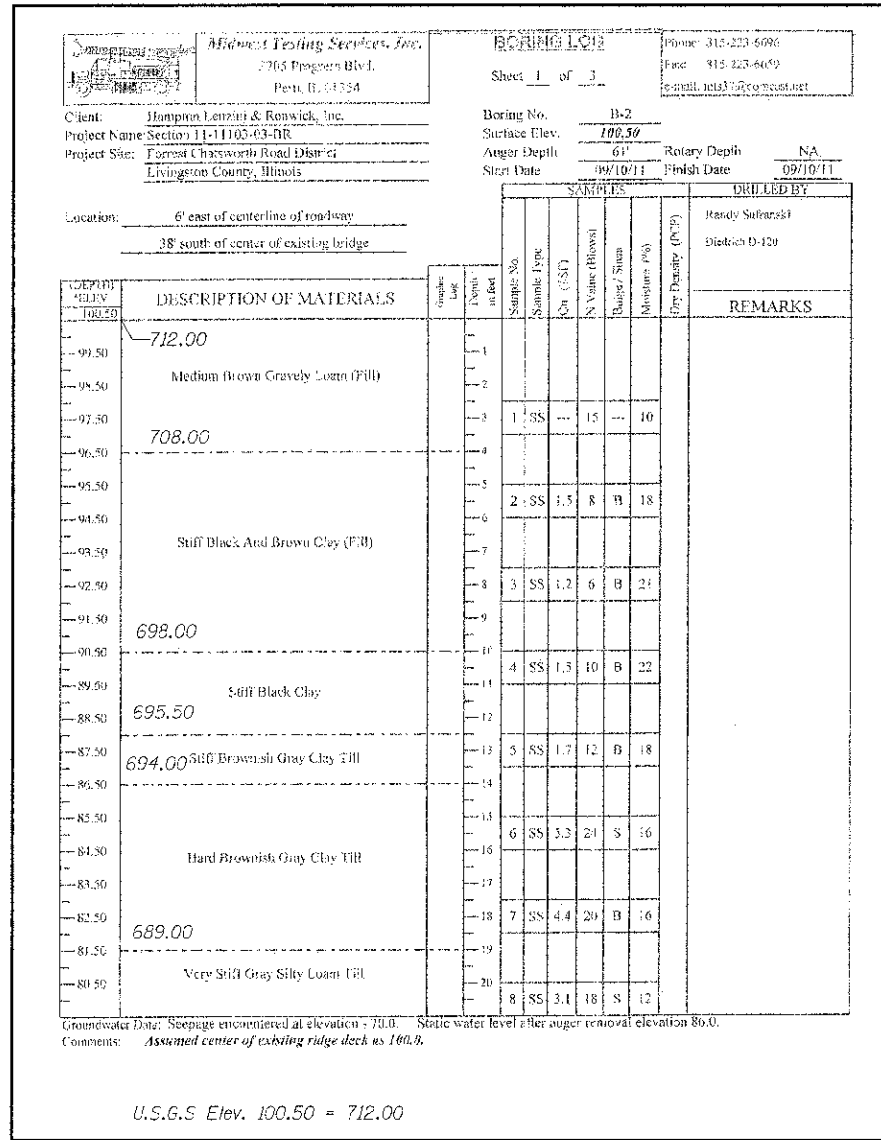 Midwest Testing Services, Inc.
3705 Progress Blvd.
Peru, IL 61354
BORING LOG
Sheet 1 of 3
Phone: 815-223-6696
Fax: 815-223-6659
e-mail:
Client: Hampton Lenzini & Renwick, Inc.
Project Name: Section 11-11103-03-BR
Project Site: Forrest Chatsworth Road District
Livingston County, Illinois
Boring No. B-2
Surface Elev. 100.50
Auger Depth 61' Rotary Depth NA
Start Date 09/10/11 Finish Date 09/10/11
Location: 6' east of centerline of roadway
38' south of center of existing bridge
SAMPLES
DRILLED BY
Randy Safranski
Diedrich D-120
DEPTH
ELEV
100.50
DESCRIPTION OF MATERIALS
Graphic Log
Depth in feet
Sample No.
Sample Type
Qu (TSF)
N Value (Blows)
Bulge / Shear
Moisture (%)
Dry Density (PCF)
REMARKS
712.00
99.50 1
Medium Brown Gravely Loam (Fill)
98.50 2
97.50 3 1 SS --- 15 --- 10
708.00
96.50 4
95.50 5
2 SS 1.5 8 B 18
94.50 6
Stiff Black And Brown Clay (Fill)
93.50 7
92.50 8 3 SS 1.2 6 B 21
91.50 9
698.00
90.50 10
4 SS 1.5 10 B 22
89.50 11
Stiff Black Clay
695.50
88.50 12
87.50 13 5 SS 1.7 12 B 18
694.00 Stiff Brownish Gray Clay Till
86.50 14
85.50 15
6 SS 5.3 24 S 16
84.50 16
Hard Brownish Gray Clay Till
83.50 17
82.50 18 7 SS 4.4 20 B 16
689.00
81.50 19
Very Stiff Gray Silty Loam Till
80.50 20
8 SS 3.1 18 S 12
Groundwater Data: Seepage encountered at elevation - 70.0. Static water level after auger removal elevation 86.0.
Comments: Assumed center of existing ridge deck as 100.0.
U.S.G.S Elev. 100.50 = 712.00